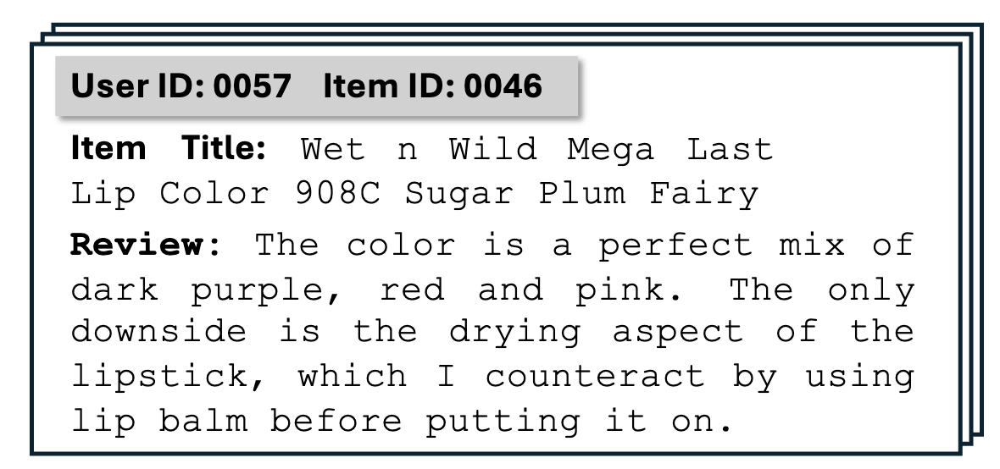 User ID: 0057 Item ID: 0046
Item Title: Wet n Wild Mega Last
Lip Color 908C Sugar Plum Fairy
Review: The color is a perfect mix of
dark purple, red and pink. The only
downside is the drying aspect of the
lipstick, which I counteract by using
lip balm before putting it on.